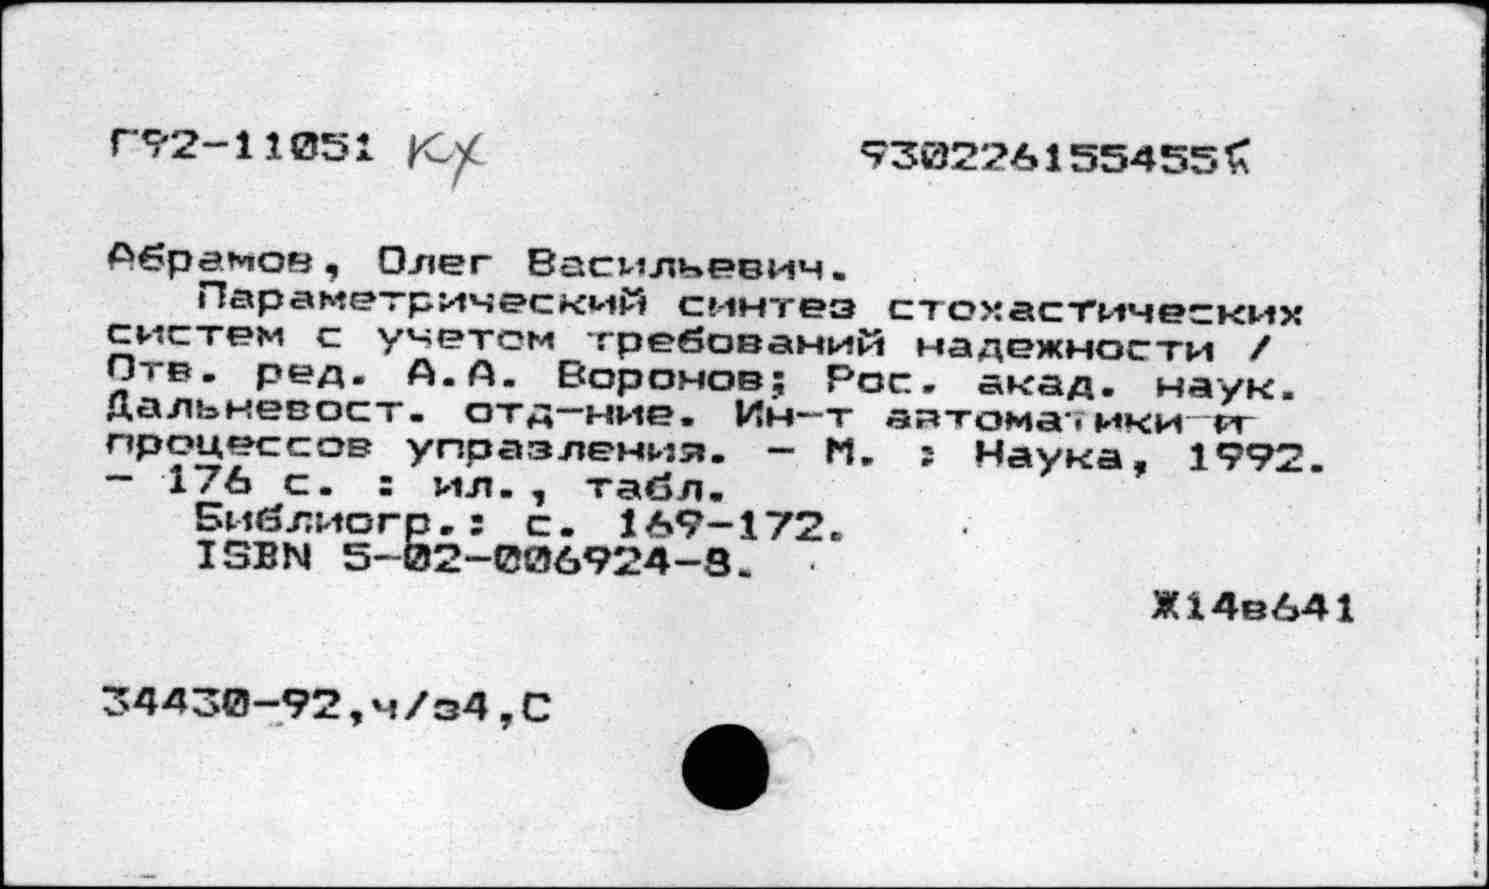 Г92-11051 кх 930226155455
Абрамов, Олег Васильевич.
Параметрический синтез стохастических
систем с учетом требований надежности /
Отв. ред. А.А. Воронов; Рос. акад. наук.
Дальневост. отд-ние. Ин-т автоматики и
процессов управления. - М. : Наука, 1992.
- 176 с. : ил., табл.
Библиогр.: с. 169-172.
ISBN 5-02-006924-8.
Ж14в641
34430-92,ч/з4,С